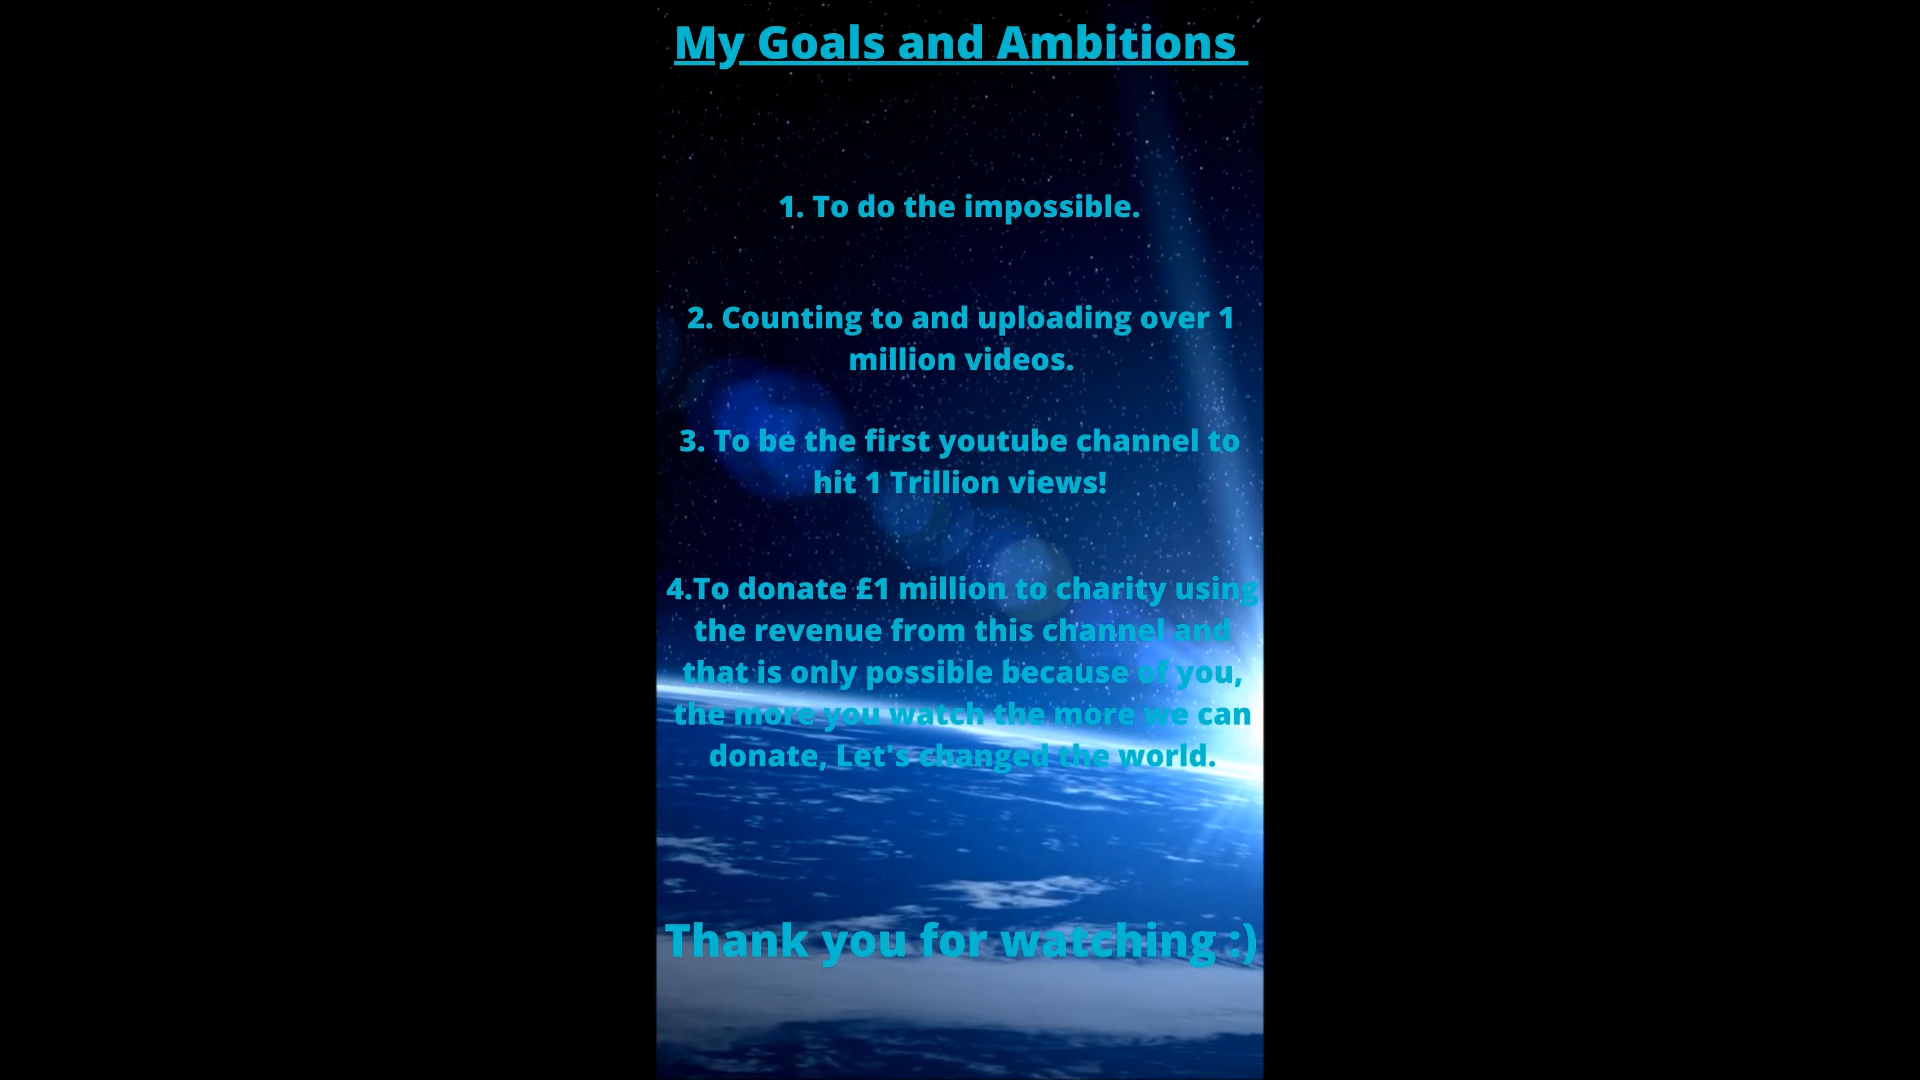 My Goals and Ambitions
1. To do the impossible.
2. Counting to and uploading over 1
million videos.
3. To be the first youtube channel to
hit 1 Trillion views!
4.To donate £1 million to charity using
the revenue from this channel and
that is only possible because of you,
the more you watch the more we can
donate, Let's changed the world.
Thank you for watching :)